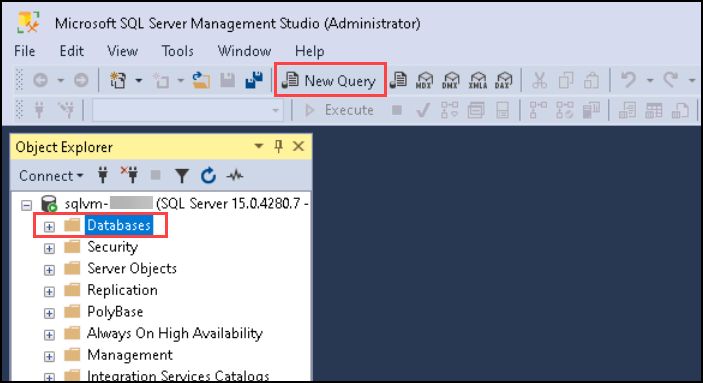 Microsoft SQL Server Management Studio (Administrator)
File Edit View Tools Window Help
New Query MDX DMX XMLA DAX
Execute
Object Explorer
Connect
sqlvm- (SQL Server 15.0.4280.7 -
Databases
Security
Server Objects
Replication
PolyBase
Always On High Availability
Management
Integration Services Catalogs